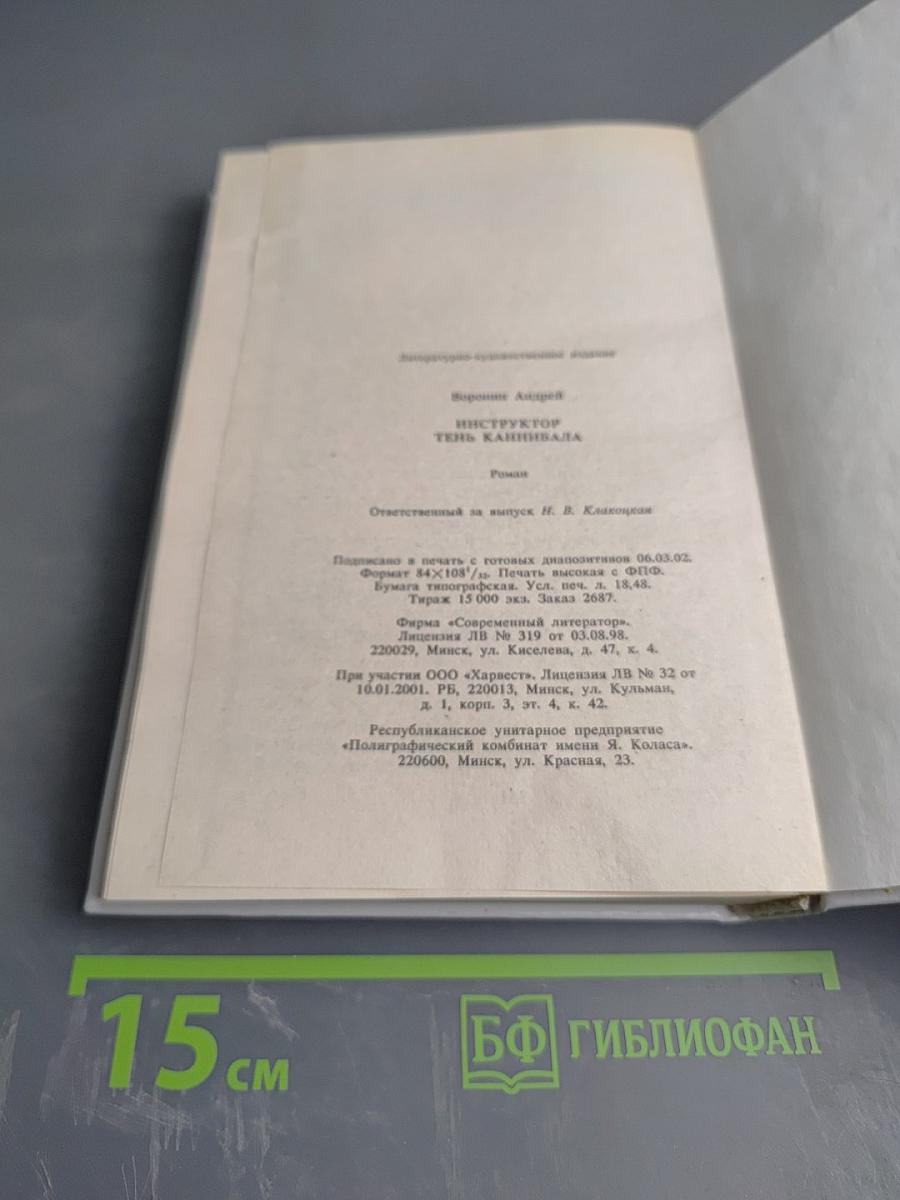 Литературно-художественное издание
Воронин Андрей
ИНСТРУКТОР
ТЕНЬ КАННИБАЛА
Роман
Ответственный за выпуск Н. В. Клакоцкая
Подписано в печать с готовых диапозитивов 06.03.02.
Формат 84×108¹/₃₂. Печать высокая с ФПФ.
Бумага типографская. Усл. печ. л. 18,48.
Тираж 15 000 экз. Заказ 2687.
Фирма «Современный литератор».
Лицензия ЛВ № 319 от 03.08.98.
220029, Минск, ул. Киселева, д. 47, к. 4.
При участии ООО «Харвест». Лицензия ЛВ № 32 от
10.01.2001. РБ, 220013, Минск, ул. Кульман,
д. 1, корп. 3, эт. 4, к. 42.
Республиканское унитарное предприятие
«Полиграфический комбинат имени Я. Коласа».
220600, Минск, ул. Красная, 23.
15 см
БФ ГИБЛИОФАН